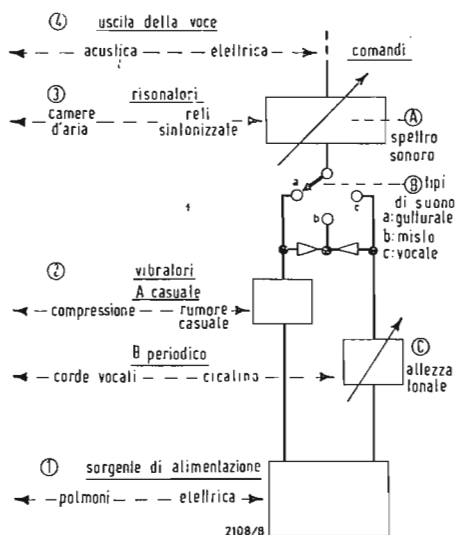 ④ uscita della voce
acustica elettrica
comandi
③ risonatori
camere d'aria reti sintonizzate
Ⓐ
spettro
sonoro
a
c
b
Ⓑ tipi
di suono
a: gutturale
b: misto
c: vocale
② vibratori
A casuale
compressione rumore casuale
B periodico
corde vocali cicalino
Ⓒ
altezza
tonale
① sorgente di alimentazione
polmoni elettrica
2108/8